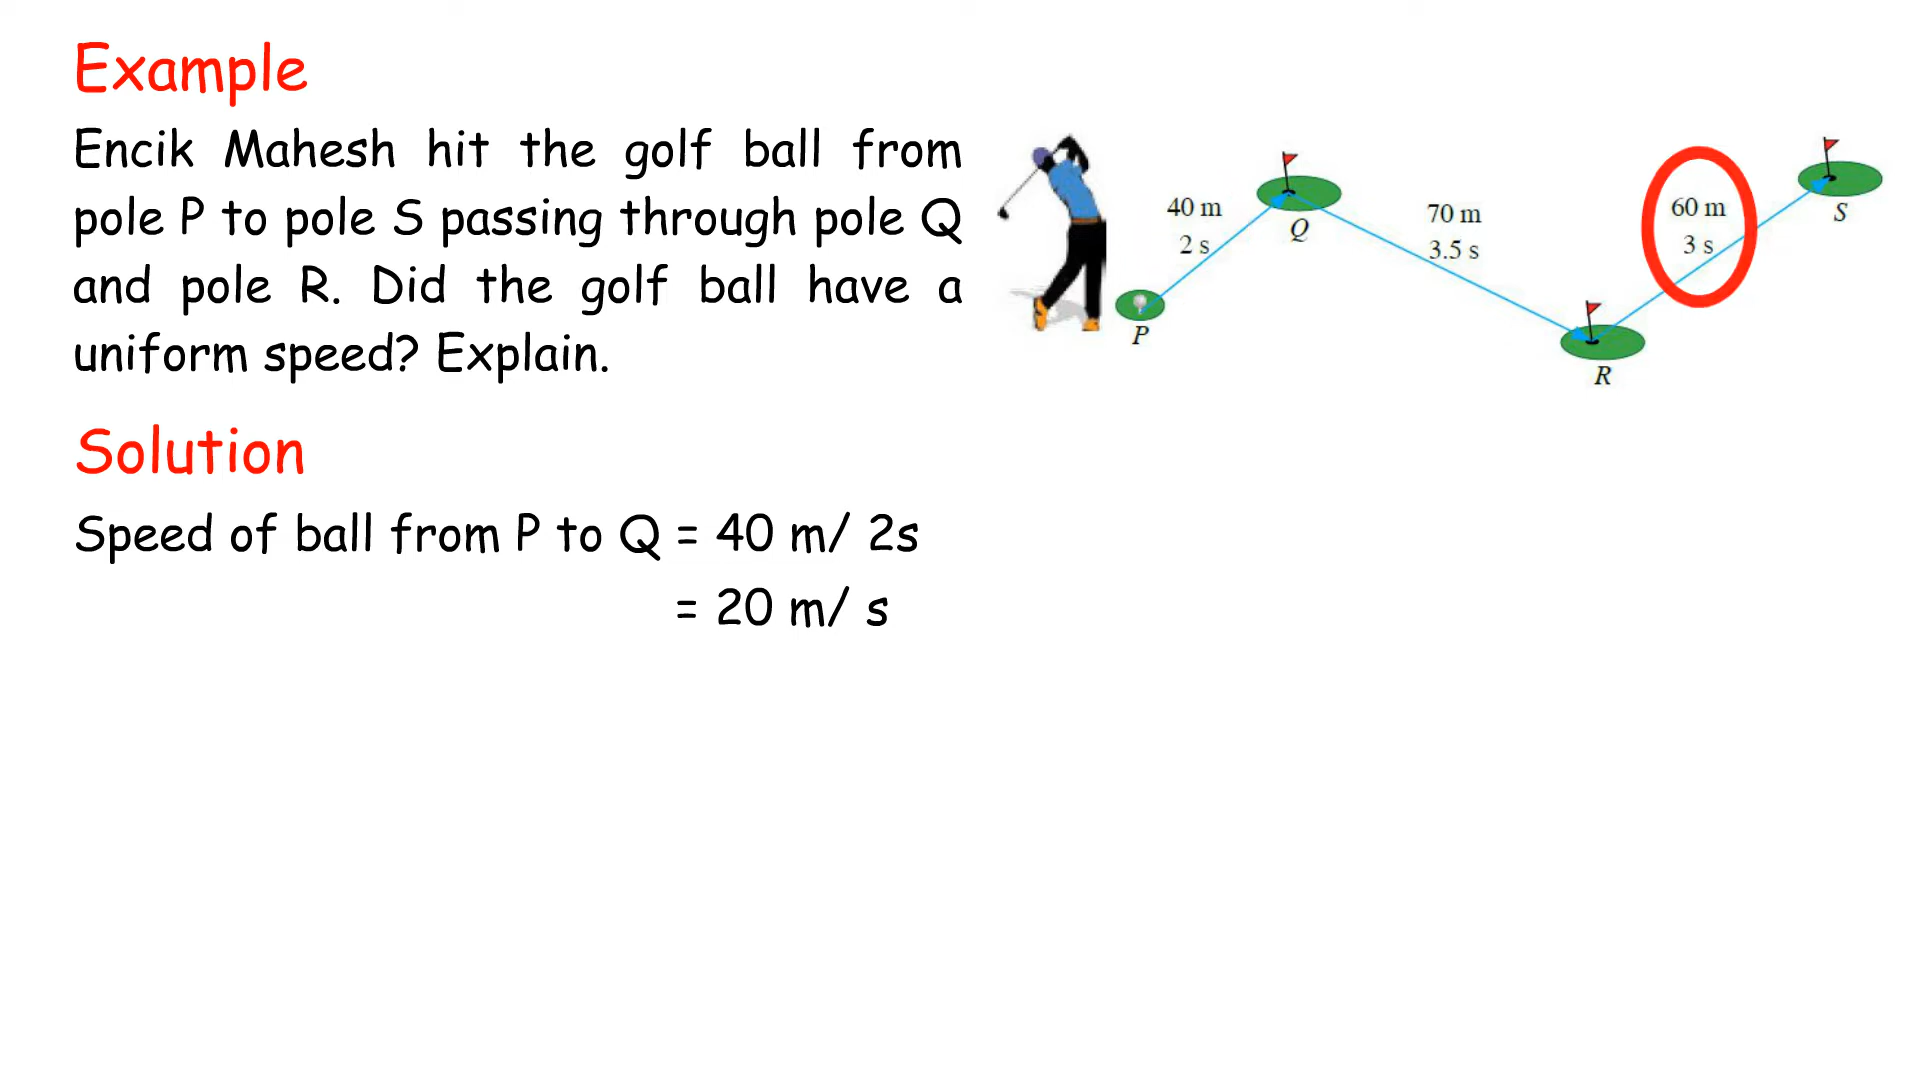 Example
Encik Mahesh hit the golf ball from
pole P to pole S passing through pole Q
and pole R. Did the golf ball have a
uniform speed? Explain.
40 m
2 s
P
Q
70 m
3.5 s
R
60 m
3 s
S
Solution
Speed of ball from P to Q = 40 m/ 2s
= 20 m/ s